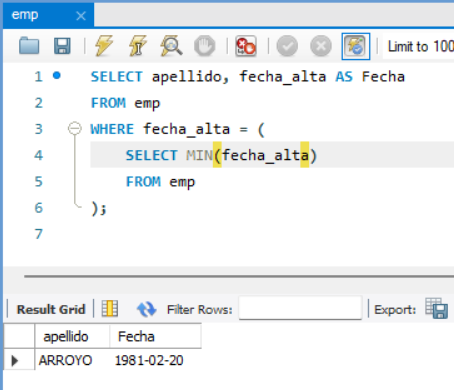 emp
Limit to 100
1 SELECT apellido, fecha_alta AS Fecha
2 FROM emp
3 WHERE fecha_alta = (
4 SELECT MIN(fecha_alta)
5 FROM emp
6 );
7
Result Grid Filter Rows: Export:
apellido Fecha
ARROYO 1981-02-20